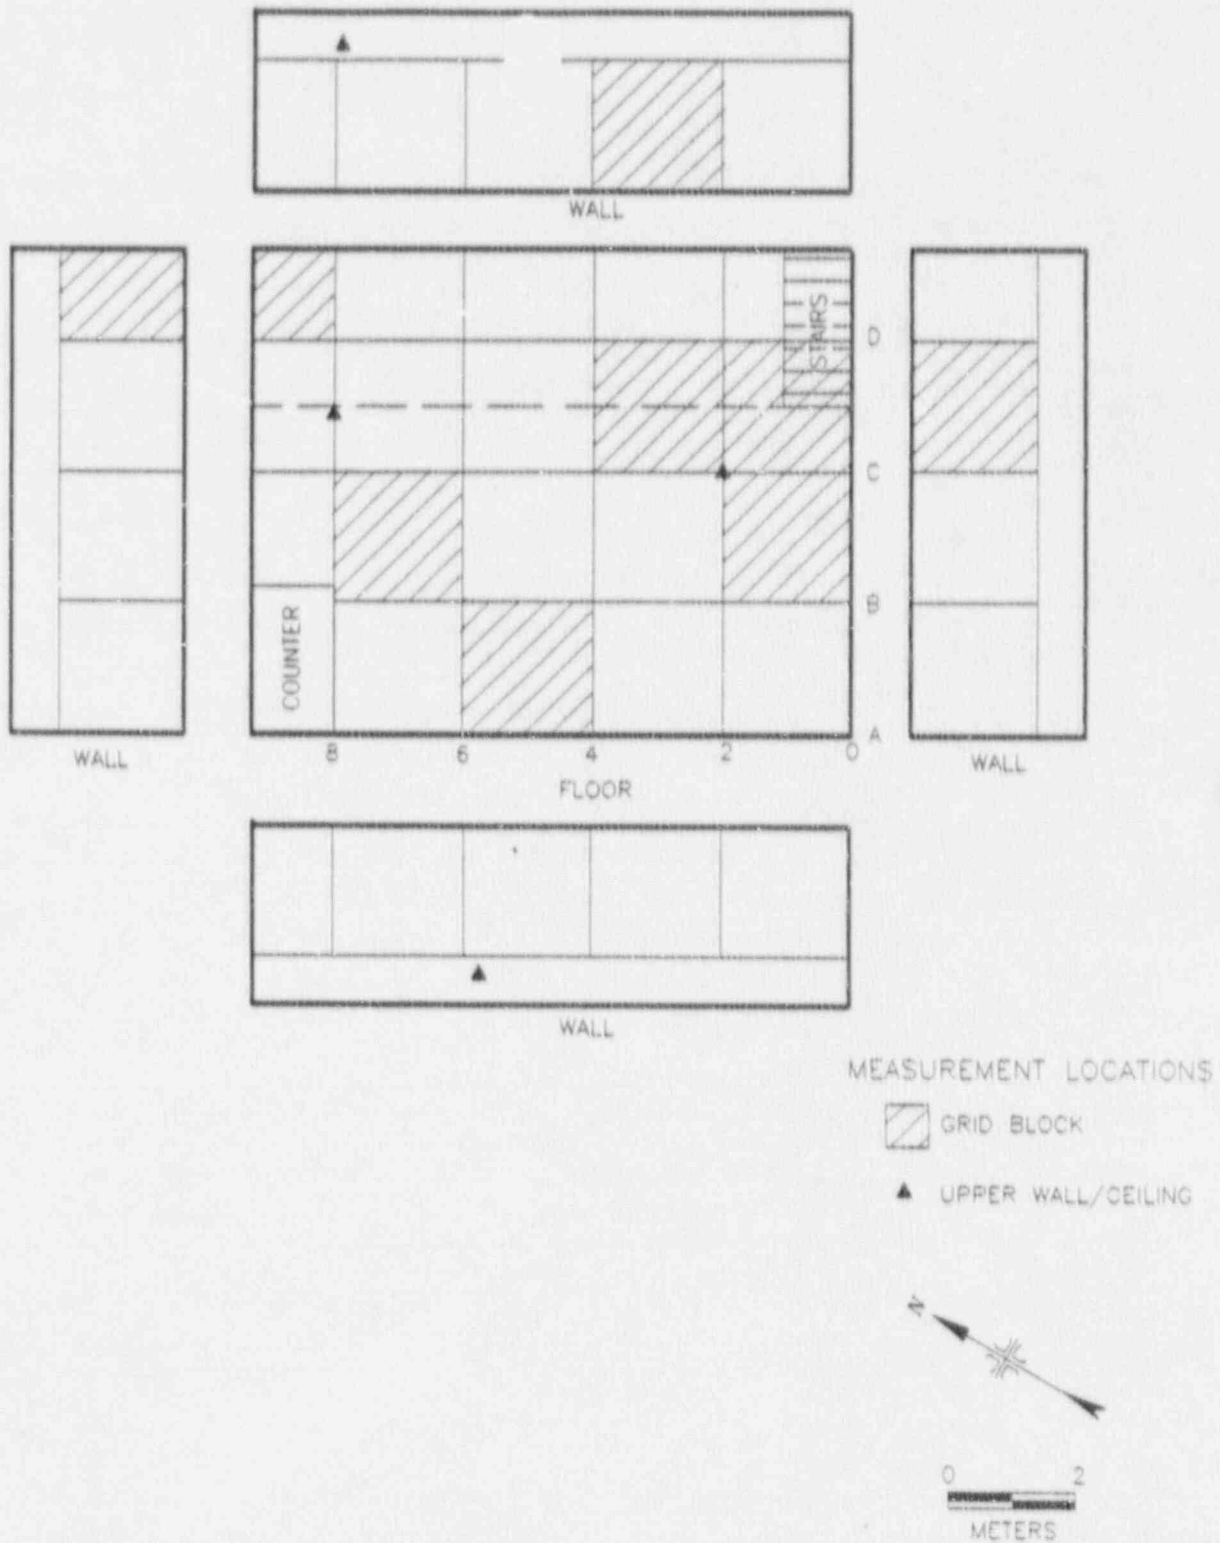 WALL
STAIRS
D
C
B
COUNTER
A
8 6 4 2 0
WALL
FLOOR
WALL
WALL
MEASUREMENT LOCATIONS
GRID BLOCK
UPPER WALL/CEILING
N
0 2
METERS